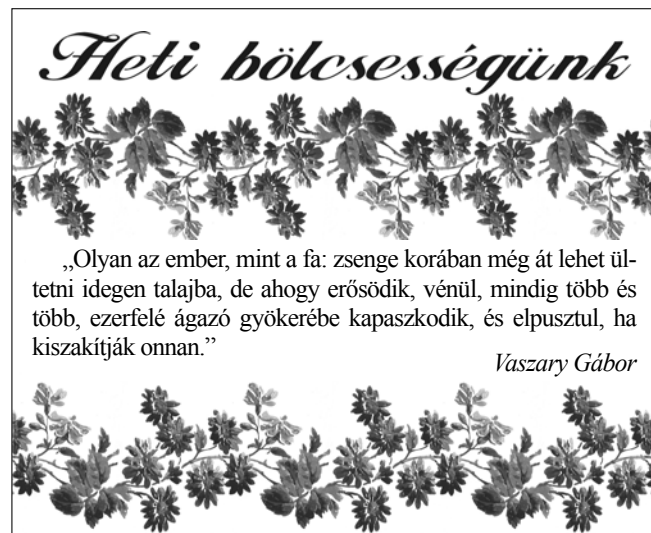 Heti bölcsességünk
„Olyan az ember, mint a fa: zsenge korában még át lehet ül-
tetni idegen talajba, de ahogy erősödik, vénül, mindig több és
több, ezerfelé ágazó gyökerébe kapaszkodik, és elpusztul, ha
kiszakítják onnan.”
Vaszary Gábor